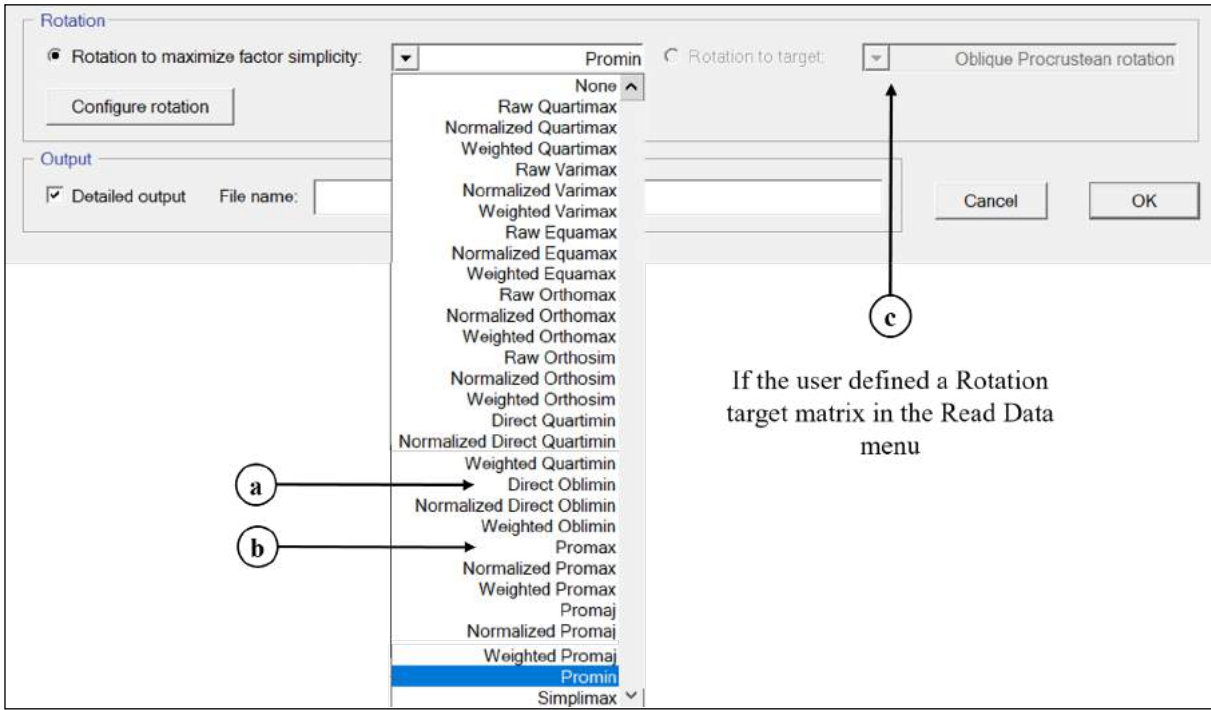 Rotation
Rotation to maximize factor simplicity: Promin Rotation to target: Oblique Procrustean rotation
Configure rotation
None
Raw Quartimax
Normalized Quartimax
Weighted Quartimax
Raw Varimax
Normalized Varimax
Weighted Varimax
Raw Equamax
Normalized Equamax
Weighted Equamax
Raw Orthomax
Normalized Orthomax
Weighted Orthomax
Raw Orthosim
Normalized Orthosim
Weighted Orthosim
Direct Quartimin
Normalized Direct Quartimin
Weighted Quartimin
Direct Oblimin
Normalized Direct Oblimin
Weighted Oblimin
Promax
Normalized Promax
Weighted Promax
Promaj
Normalized Promaj
Weighted Promaj
Promin
Simplimax
Output
Detailed output File name:
Cancel OK
a
b
c
If the user defined a Rotation
target matrix in the Read Data
menu